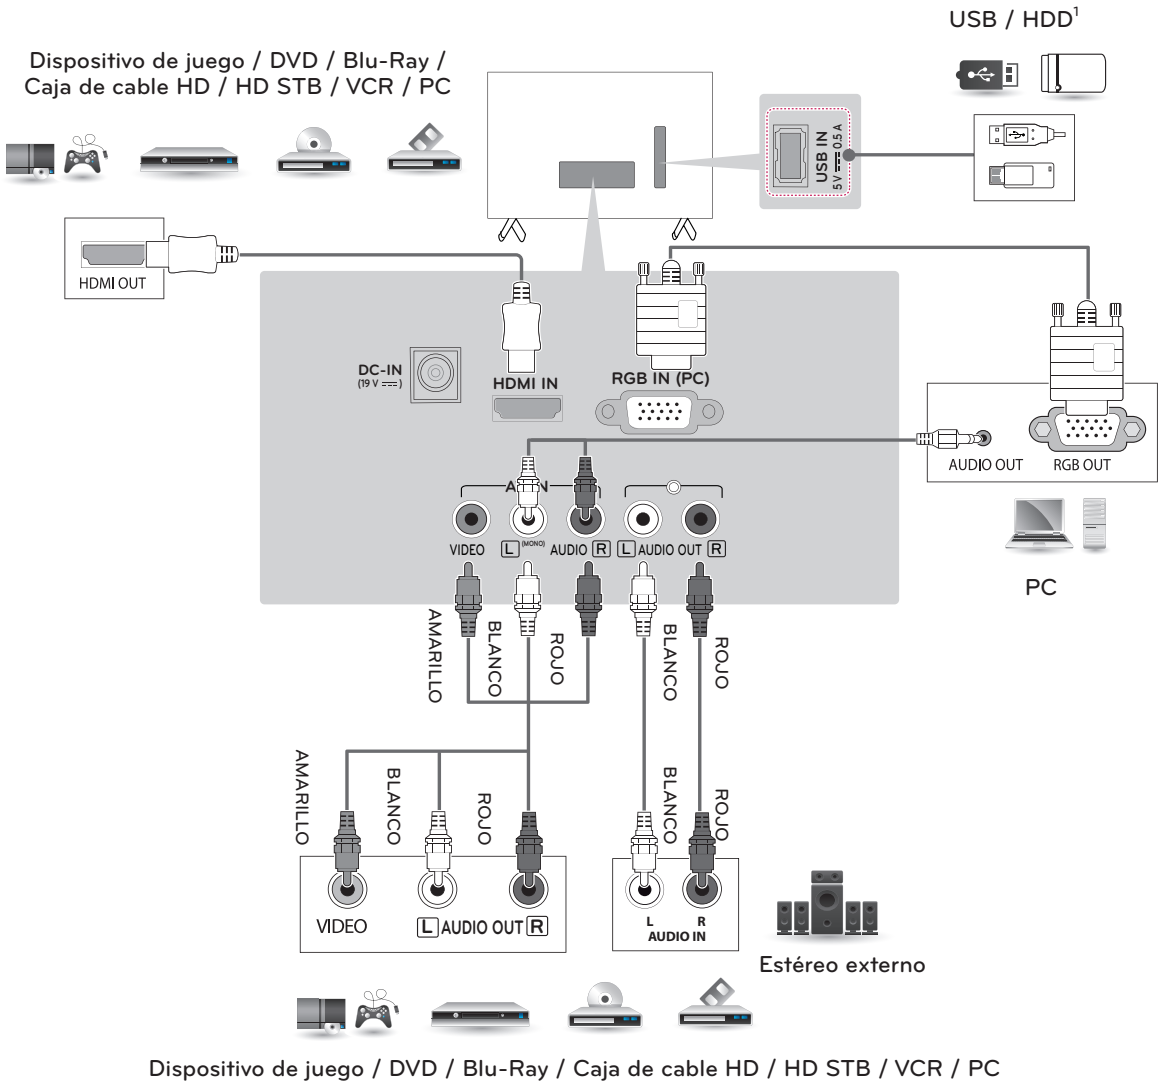 USB / HDD1
Dispositivo de juego / DVD / Blu-Ray /
Caja de cable HD / HD STB / VCR / PC
USB IN
5 V 0.5 A
HDMI OUT
DC-IN
(19 V )
HDMI IN
RGB IN (PC)
AUDIO OUT
RGB OUT
PC
VIDEO
L
(MONO)
AUDIO
R
L
AUDIO OUT
R
AMARILLO
BLANCO
ROJO
BLANCO
ROJO
AMARILLO
BLANCO
ROJO
BLANCO
ROJO
VIDEO
L
AUDIO OUT
R
L
R
AUDIO IN
Estéreo externo
Dispositivo de juego / DVD / Blu-Ray / Caja de cable HD / HD STB / VCR / PC